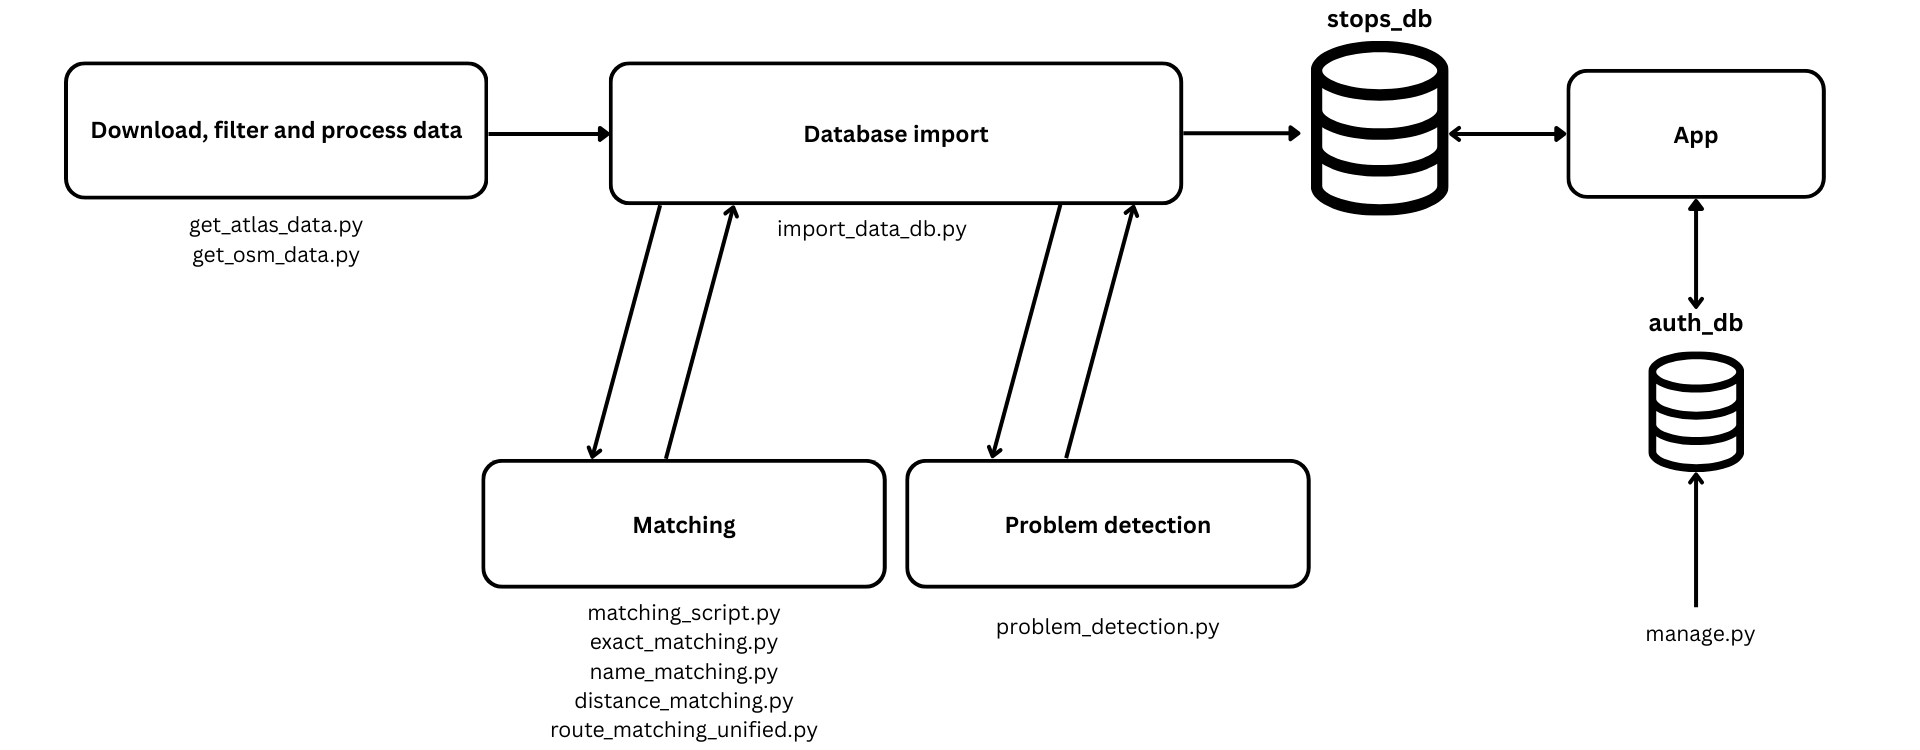 stops_db
Download, filter and process data
Database import
App
get_atlas_data.py
get_osm_data.py
import_data_db.py
auth_db
Matching
Problem detection
matching_script.py
exact_matching.py
name_matching.py
distance_matching.py
route_matching_unified.py
problem_detection.py
manage.py